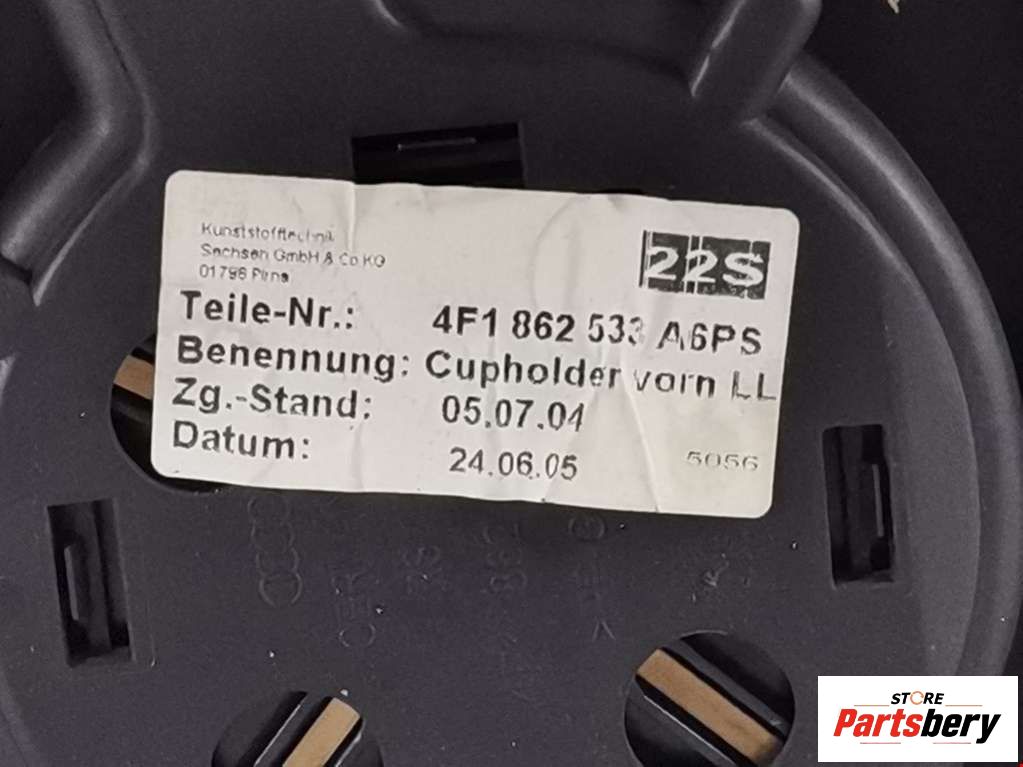 Kunststofftechnik
Sachsen GmbH & Co KG
01796 Pirna
22S
Teile-Nr.: 4F1 862 533 A6PS
Benennung: Cupholder vorn LL
Zg.-Stand: 05.07.04
Datum: 24.06.05
5056
STORE
Partsbery